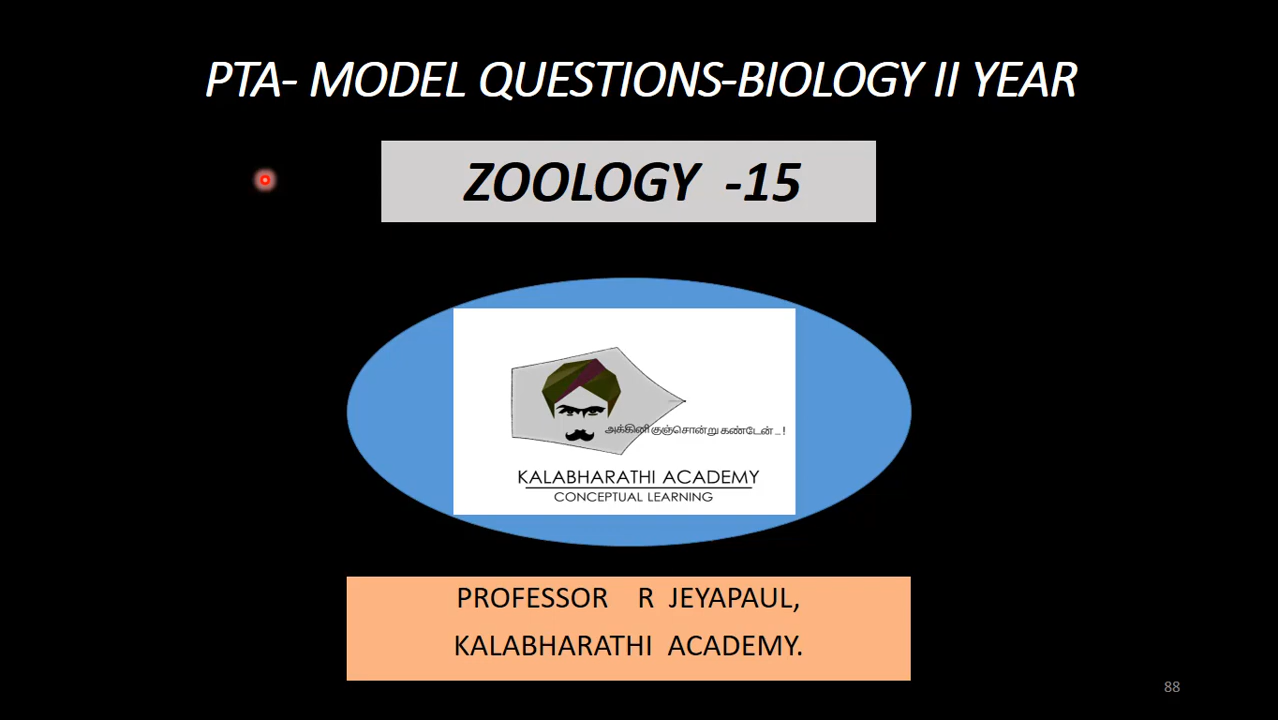 PTA- MODEL QUESTIONS-BIOLOGY II YEAR
ZOOLOGY -15
அக்கினி குஞ்சொன்று கண்டேன் ...!
KALABHARATHI ACADEMY
CONCEPTUAL LEARNING
PROFESSOR R JEYAPAUL,
KALABHARATHI ACADEMY.
88